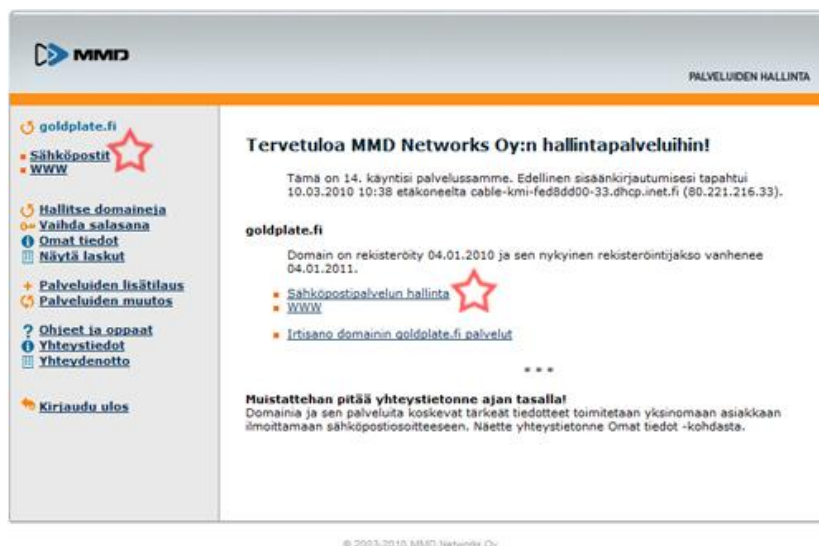 MMD
PALVELUIDEN HALLINTA
goldplate.fi
Sähköpostit
WWW
Hallitse domaineja
Vaihda salasana
Omat tiedot
Näytä laskut
Palveluiden lisätilaus
Palveluiden muutos
Ohjeet ja oppaat
Yhteystiedot
Yhteydenotto
Kirjaudu ulos
Tervetuloa MMD Networks Oy:n hallintapalveluihin!
Tämä on 14. käyntisi palvelussamme. Edellinen sisäänkirjautumisesi tapahtui
10.03.2010 10:38 etäkoneelta cable-kmi-fed8dd00-33.dhcp.inet.fi (80.221.216.33).
goldplate.fi
Domain on rekisteröity 04.01.2010 ja sen nykyinen rekisteröintijakso vanhenee
04.01.2011.
Sähköpostipalvelun hallinta
WWW
Irtisano domainin goldplate.fi palvelut
* * *
Muistattehan pitää yhteystietonne ajan tasalla!
Domainia ja sen palveluita koskevat tärkeät tiedotteet toimitetaan yksinomaan asiakkaan
ilmoittamaan sähköpostiosoitteeseen. Näette yhteystietonne Omat tiedot -kohdasta.
© 2003-2010 MMD Networks Oy